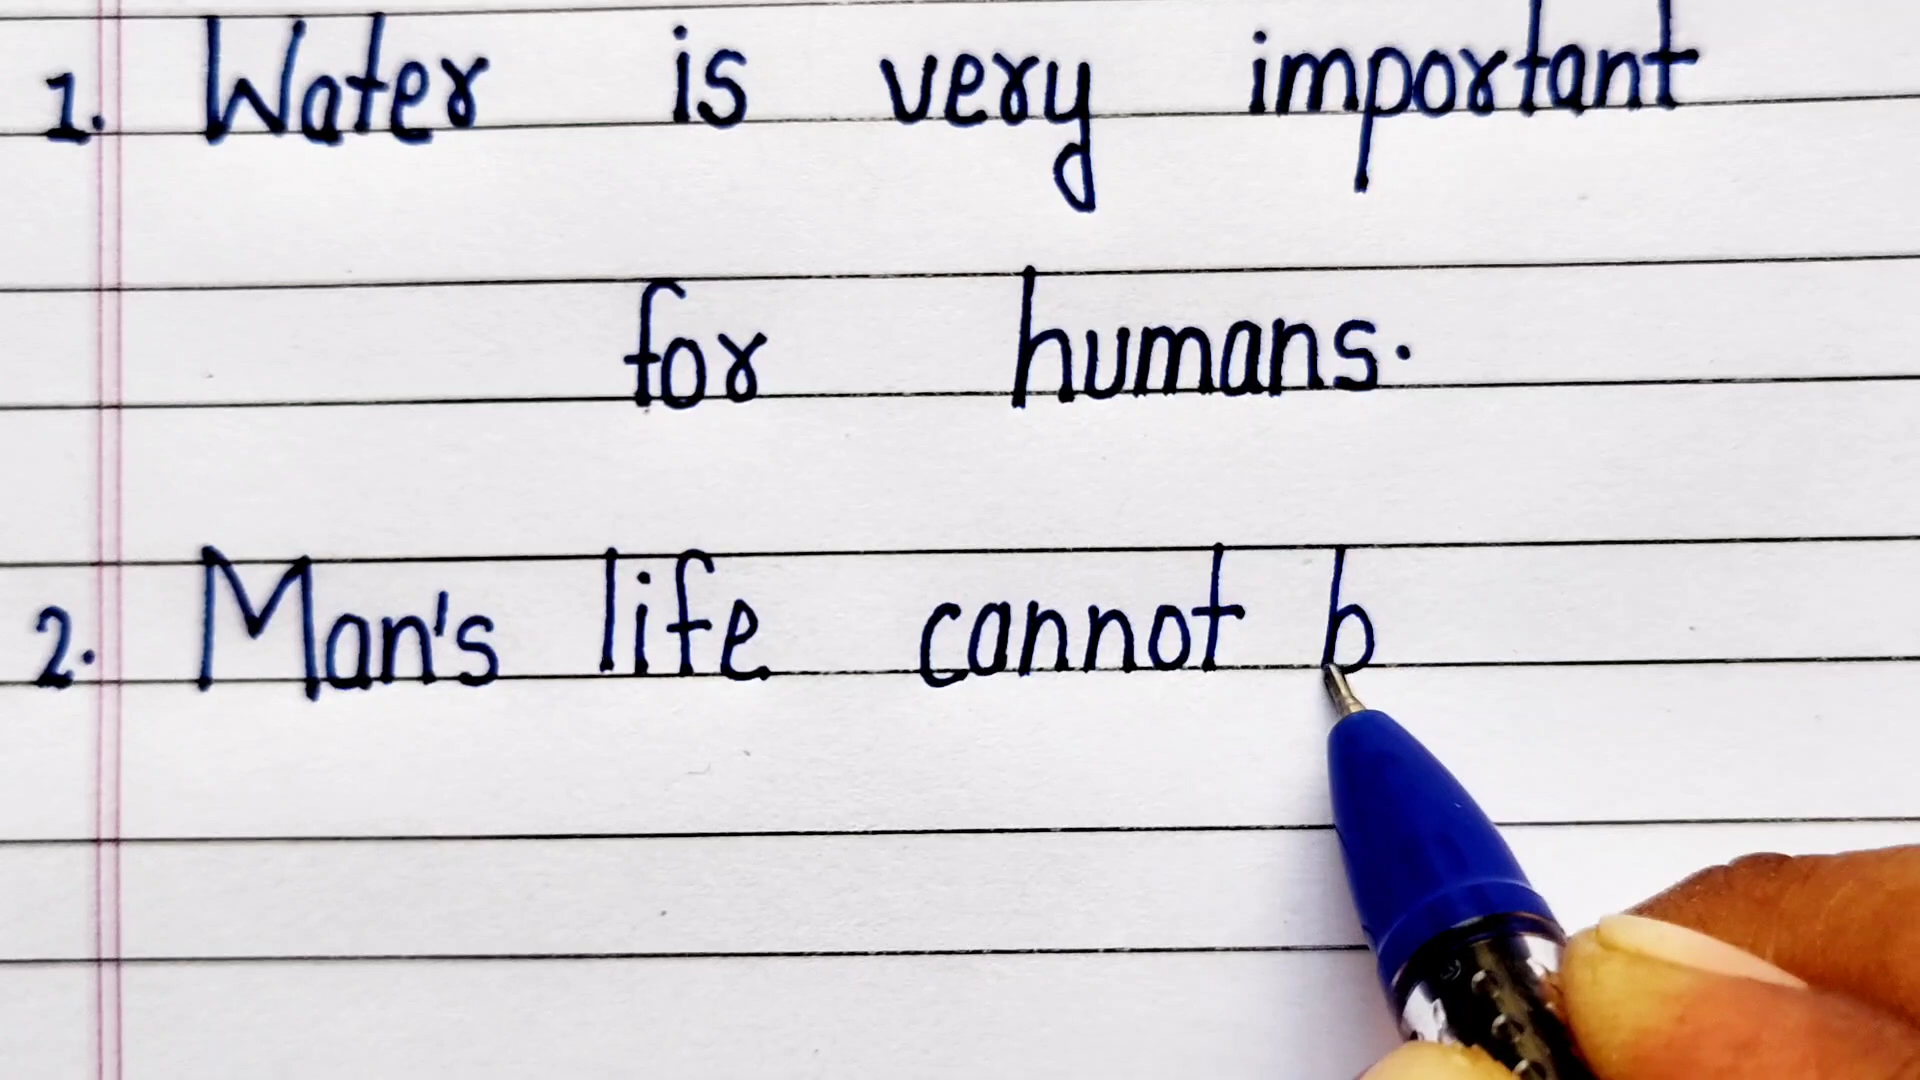 1. Water is very important
for humans.
2. Man's life cannot b